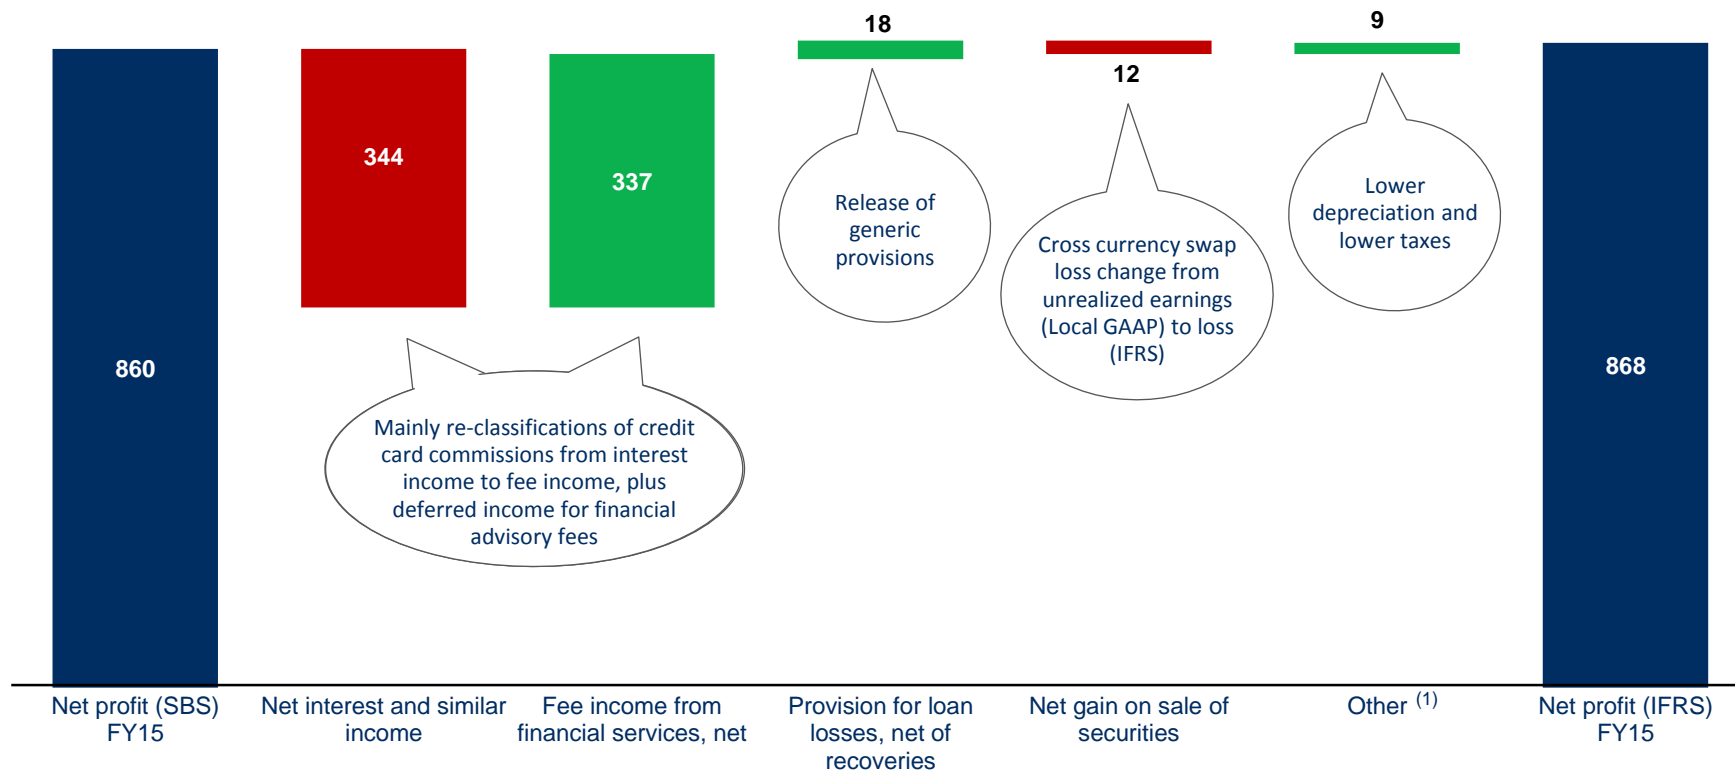 18
9
12
344
337
860
868
Release of
generic
provisions
Cross currency swap
loss change from
unrealized earnings
(Local GAAP) to loss
(IFRS)
Lower
depreciation and
lower taxes
Mainly re-classifications of credit
card commissions from interest
income to fee income, plus
deferred income for financial
advisory fees
Net profit (SBS)
FY15
Net interest and similar
income
Fee income from
financial services, net
Provision for loan
losses, net of
recoveries
Net gain on sale of
securities
Other (1)
Net profit (IFRS)
FY15